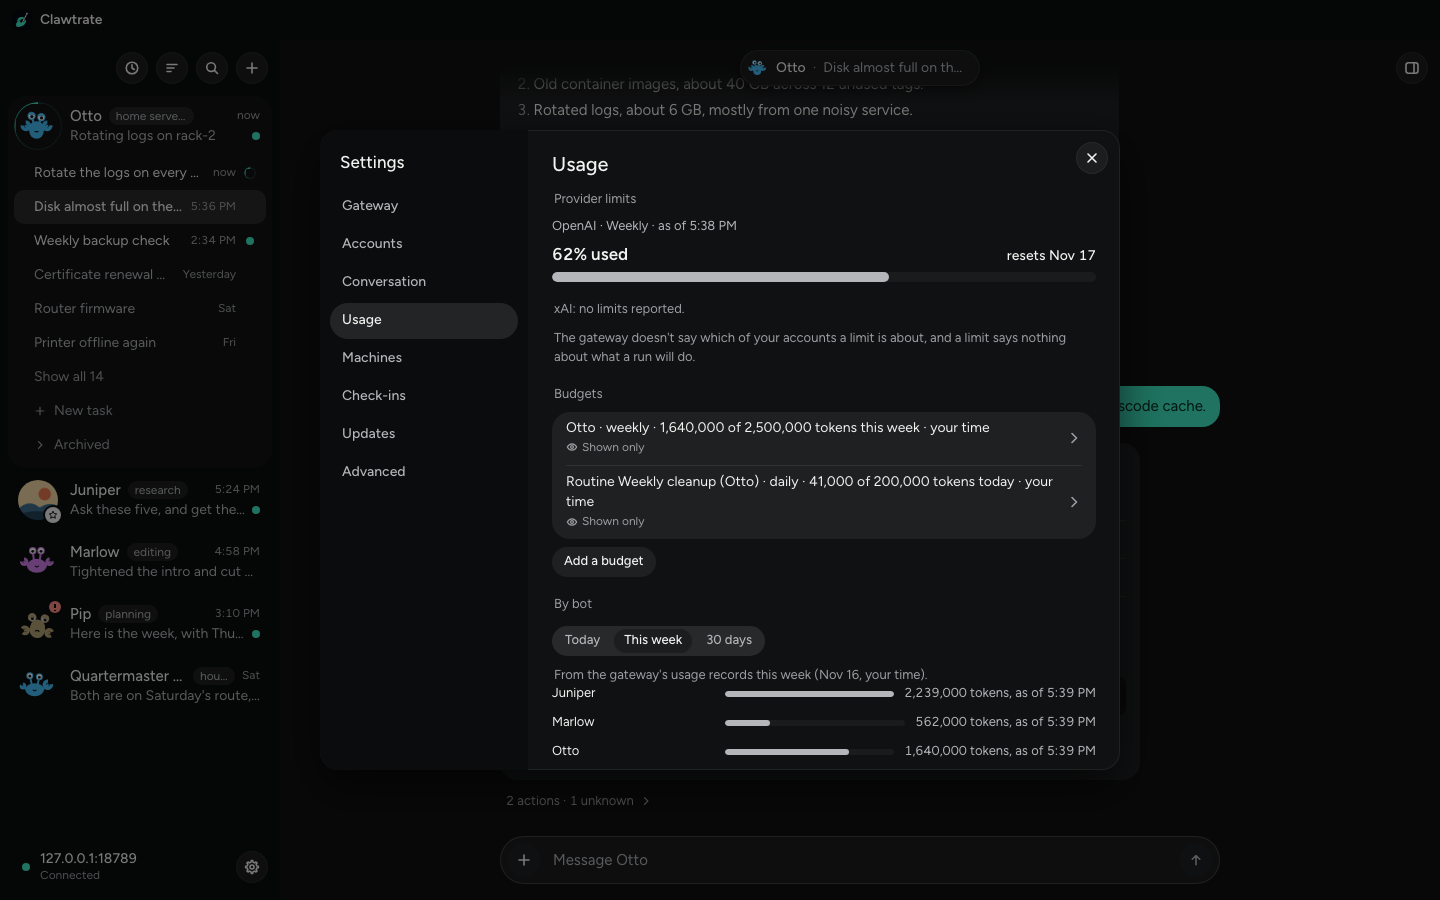 Clawtrate
Otto home serve... now
Rotating logs on rack-2
Rotate the logs on every ... now
Disk almost full on the... 5:36 PM
Weekly backup check 2:34 PM
Certificate renewal ... Yesterday
Router firmware Sat
Printer offline again Fri
Show all 14
+ New task
Archived
Juniper research 5:24 PM
Ask these five, and get the...
Marlow editing 4:58 PM
Tightened the intro and cut ...
Pip planning 3:10 PM
Here is the week, with Thu...
Quartermaster ... hou... Sat
Both are on Saturday's route,...
127.0.0.1:18789
Connected
Otto · Disk almost full on th...
2. Old container images, about 40 GB across 12 unused tags.
3. Rotated logs, about 6 GB, mostly from one noisy service.
Settings
Gateway
Accounts
Conversation
Usage
Machines
Check-ins
Updates
Advanced
Usage
Provider limits
OpenAI · Weekly · as of 5:38 PM
62% used resets Nov 17
xAI: no limits reported.
The gateway doesn't say which of your accounts a limit is about, and a limit says nothing
about what a run will do.
Budgets
Otto · weekly · 1,640,000 of 2,500,000 tokens this week · your time
Shown only
Routine Weekly cleanup (Otto) · daily · 41,000 of 200,000 tokens today · your
time
Shown only
Add a budget
By bot
Today This week 30 days
From the gateway's usage records this week (Nov 16, your time).
Juniper 2,239,000 tokens, as of 5:39 PM
Marlow 562,000 tokens, as of 5:39 PM
Otto 1,640,000 tokens, as of 5:39 PM
scode cache.
2 actions · 1 unknown
Message Otto